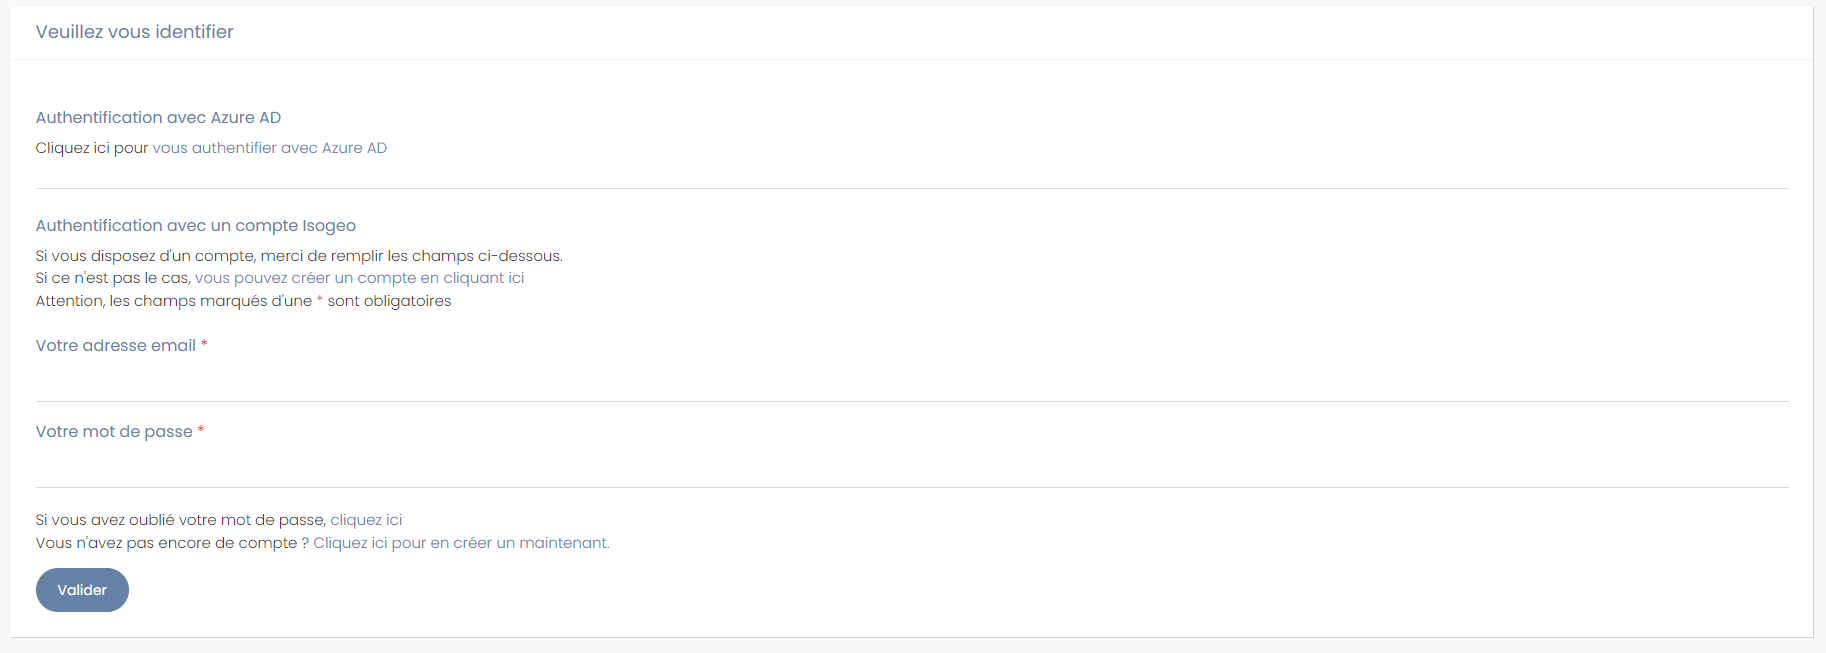 Veuillez vous identifier
Authentification avec Azure AD
Cliquez ici pour vous authentifier avec Azure AD
Authentification avec un compte Isogeo
Si vous disposez d'un compte, merci de remplir les champs ci-dessous.
Si ce n'est pas le cas, vous pouvez créer un compte en cliquant ici
Attention, les champs marqués d'une * sont obligatoires
Votre adresse email *
Votre mot de passe *
Si vous avez oublié votre mot de passe, cliquez ici
Vous n'avez pas encore de compte ? Cliquez ici pour en créer un maintenant.
Valider